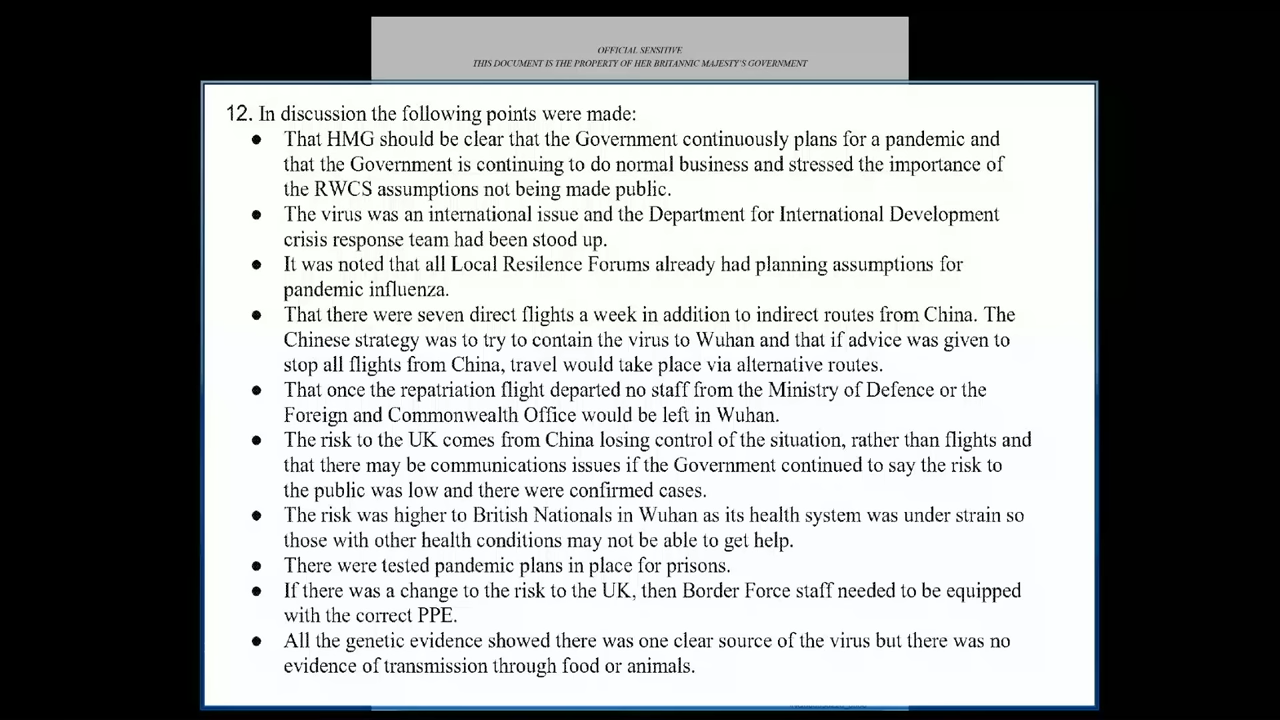 OFFICIAL SENSITIVE
THIS DOCUMENT IS THE PROPERTY OF HER BRITANNIC MAJESTY'S GOVERNMENT
12. In discussion the following points were made:
● That HMG should be clear that the Government continuously plans for a pandemic and
that the Government is continuing to do normal business and stressed the importance of
the RWCS assumptions not being made public.
● The virus was an international issue and the Department for International Development
crisis response team had been stood up.
● It was noted that all Local Resilence Forums already had planning assumptions for
pandemic influenza.
● That there were seven direct flights a week in addition to indirect routes from China. The
Chinese strategy was to try to contain the virus to Wuhan and that if advice was given to
stop all flights from China, travel would take place via alternative routes.
● That once the repatriation flight departed no staff from the Ministry of Defence or the
Foreign and Commonwealth Office would be left in Wuhan.
● The risk to the UK comes from China losing control of the situation, rather than flights and
that there may be communications issues if the Government continued to say the risk to
the public was low and there were confirmed cases.
● The risk was higher to British Nationals in Wuhan as its health system was under strain so
those with other health conditions may not be able to get help.
● There were tested pandemic plans in place for prisons.
● If there was a change to the risk to the UK, then Border Force staff needed to be equipped
with the correct PPE.
● All the genetic evidence showed there was one clear source of the virus but there was no
evidence of transmission through food or animals.